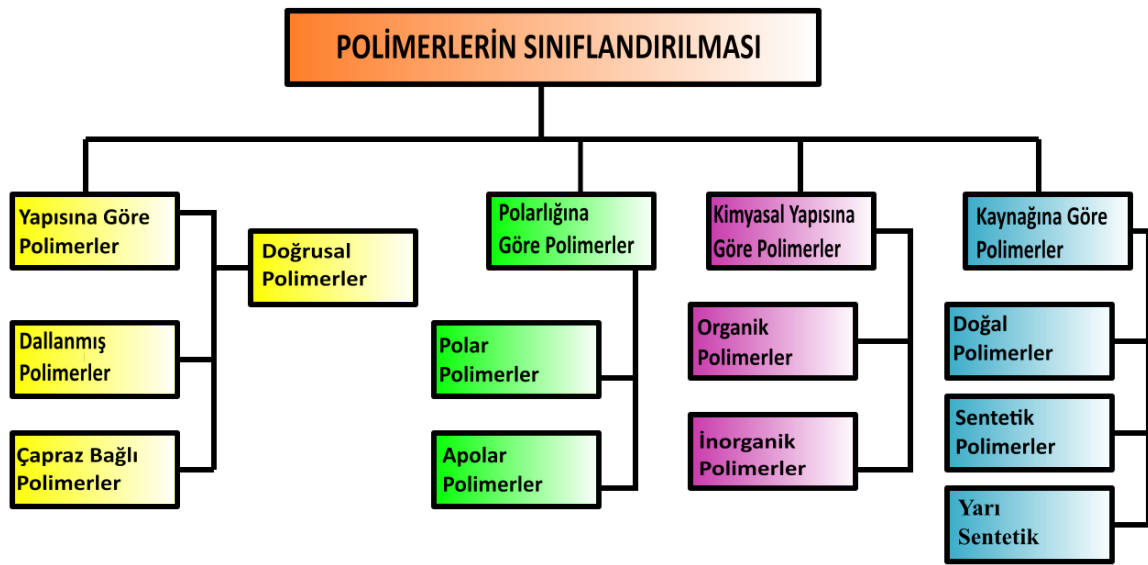 POLİMERLERİN SINIFLANDIRILMASI
Yapısına Göre
Polimerler
Doğrusal
Polimerler
Dallanmış
Polimerler
Çapraz Bağlı
Polimerler
Polarlığına
Göre Polimerler
Polar
Polimerler
Apolar
Polimerler
Kimyasal Yapısına
Göre Polimerler
Organik
Polimerler
İnorganik
Polimerler
Kaynağına Göre
Polimerler
Doğal
Polimerler
Sentetik
Polimerler
Yarı
Sentetik